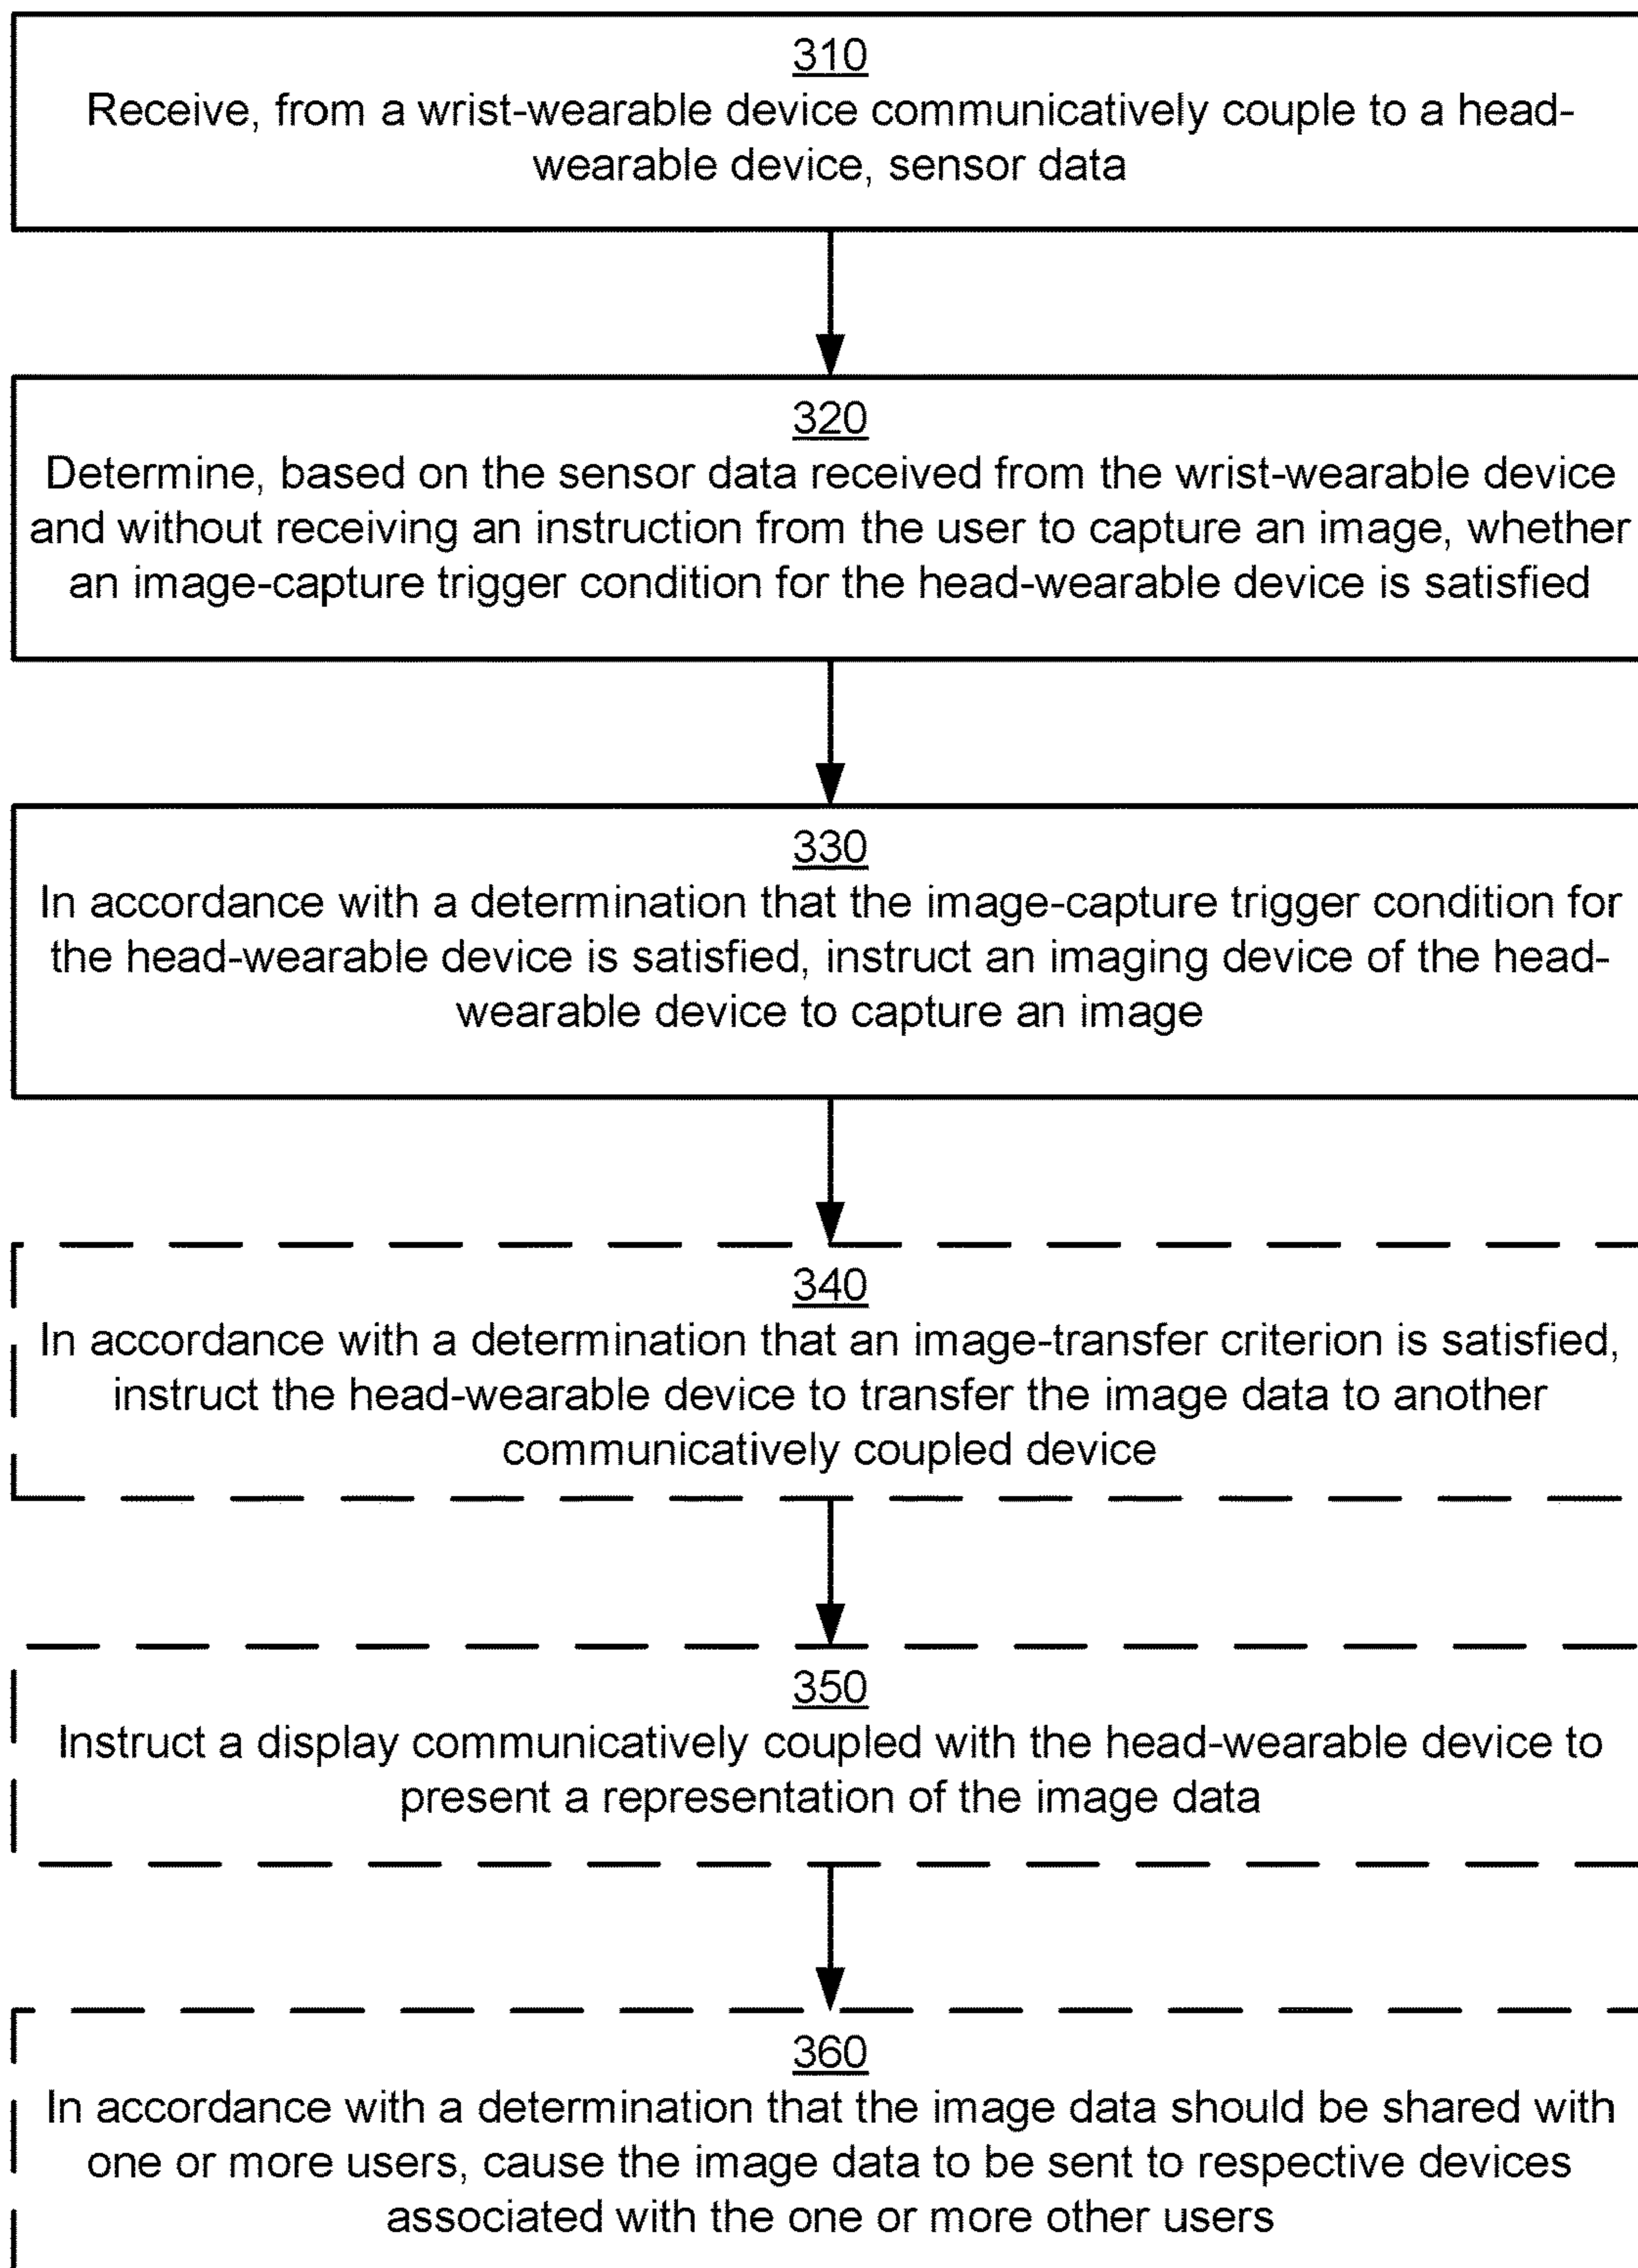 310
Receive, from a wrist-wearable device communicatively couple to a head-
wearable device, sensor data
320
Determine, based on the sensor data received from the wrist-wearable device
and without receiving an instruction from the user to capture an image, whether
an image-capture trigger condition for the head-wearable device is satisfied
330
In accordance with a determination that the image-capture trigger condition for
the head-wearable device is satisfied, instruct an imaging device of the head-
wearable device to capture an image
340
In accordance with a determination that an image-transfer criterion is satisfied,
instruct the head-wearable device to transfer the image data to another
communicatively coupled device
350
Instruct a display communicatively coupled with the head-wearable device to
present a representation of the image data
360
In accordance with a determination that the image data should be shared with
one or more users, cause the image data to be sent to respective devices
associated with the one or more other users